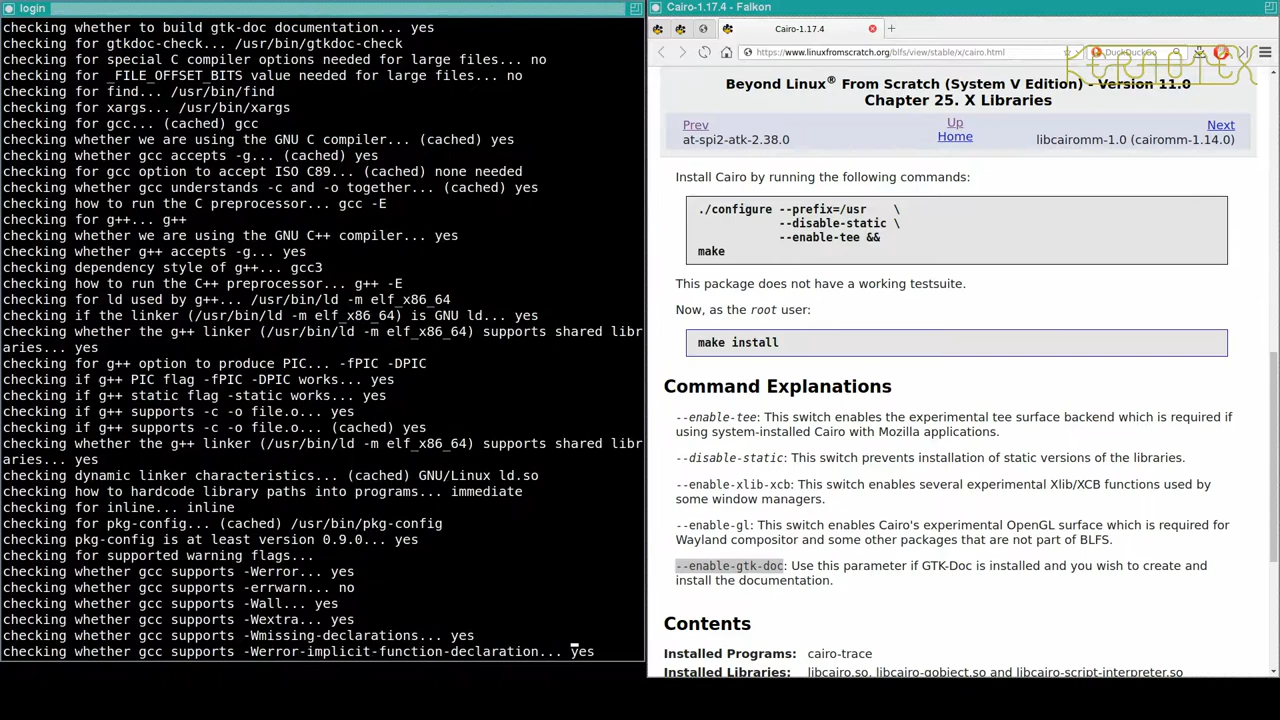 login
checking whether to build gtk-doc documentation... yes
checking for gtkdoc-check... /usr/bin/gtkdoc-check
checking for special C compiler options needed for large files... no
checking for _FILE_OFFSET_BITS value needed for large files... no
checking for find... /usr/bin/find
checking for xargs... /usr/bin/xargs
checking for gcc... (cached) gcc
checking whether we are using the GNU C compiler... (cached) yes
checking whether gcc accepts -g... (cached) yes
checking for gcc option to accept ISO C89... (cached) none needed
checking whether gcc understands -c and -o together... (cached) yes
checking how to run the C preprocessor... gcc -E
checking for g++... g++
checking whether we are using the GNU C++ compiler... yes
checking whether g++ accepts -g... yes
checking dependency style of g++... gcc3
checking how to run the C++ preprocessor... g++ -E
checking for ld used by g++... /usr/bin/ld -m elf_x86_64
checking if the linker (/usr/bin/ld -m elf_x86_64) is GNU ld... yes
checking whether the g++ linker (/usr/bin/ld -m elf_x86_64) supports shared libr
aries... yes
checking for g++ option to produce PIC... -fPIC -DPIC
checking if g++ PIC flag -fPIC -DPIC works... yes
checking if g++ static flag -static works... yes
checking if g++ supports -c -o file.o... yes
checking if g++ supports -c -o file.o... (cached) yes
checking whether the g++ linker (/usr/bin/ld -m elf_x86_64) supports shared libr
aries... yes
checking dynamic linker characteristics... (cached) GNU/Linux ld.so
checking how to hardcode library paths into programs... immediate
checking for inline... inline
checking for pkg-config... (cached) /usr/bin/pkg-config
checking pkg-config is at least version 0.9.0... yes
checking for supported warning flags...
checking whether gcc supports -Werror... yes
checking whether gcc supports -errwarn... no
checking whether gcc supports -Wall... yes
checking whether gcc supports -Wextra... yes
checking whether gcc supports -Wmissing-declarations... yes
checking whether gcc supports -Werror-implicit-function-declaration... yes
Cairo-1.17.4 - Falkon
Cairo-1.17.4
https://www.linuxfromscratch.org/blfs/view/stable/x/cairo.html
DuckDuckGo
KERNOTEX
Beyond Linux® From Scratch (System V Edition) - Version 11.0
Chapter 25. X Libraries
Prev
Up
Next
at-spi2-atk-2.38.0
Home
libcairomm-1.0 (cairomm-1.14.0)
Install Cairo by running the following commands:
./configure --prefix=/usr \
--disable-static \
--enable-tee &&
make
This package does not have a working testsuite.
Now, as the root user:
make install
Command Explanations
--enable-tee: This switch enables the experimental tee surface backend which is required if
using system-installed Cairo with Mozilla applications.
--disable-static: This switch prevents installation of static versions of the libraries.
--enable-xlib-xcb: This switch enables several experimental Xlib/XCB functions used by
some window managers.
--enable-gl: This switch enables Cairo's experimental OpenGL surface which is required for
Wayland compositor and some other packages that are not part of BLFS.
--enable-gtk-doc: Use this parameter if GTK-Doc is installed and you wish to create and
install the documentation.
Contents
Installed Programs: cairo-trace
Installed Libraries: libcairo.so, libcairo-gobject.so and libcairo-script-interpreter.so